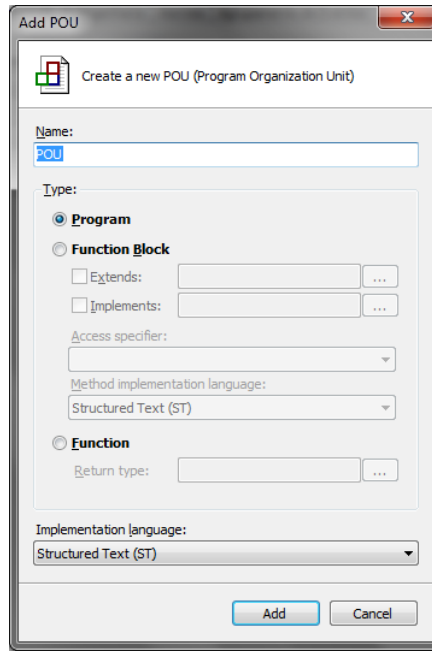 Add POU
Create a new POU (Program Organization Unit)
Name:
POU
Type:
Program
Function Block
Extends:
...
Implements:
...
Access specifier:
Method implementation language:
Structured Text (ST)
Function
Return type:
...
Implementation language:
Structured Text (ST)
Add Cancel